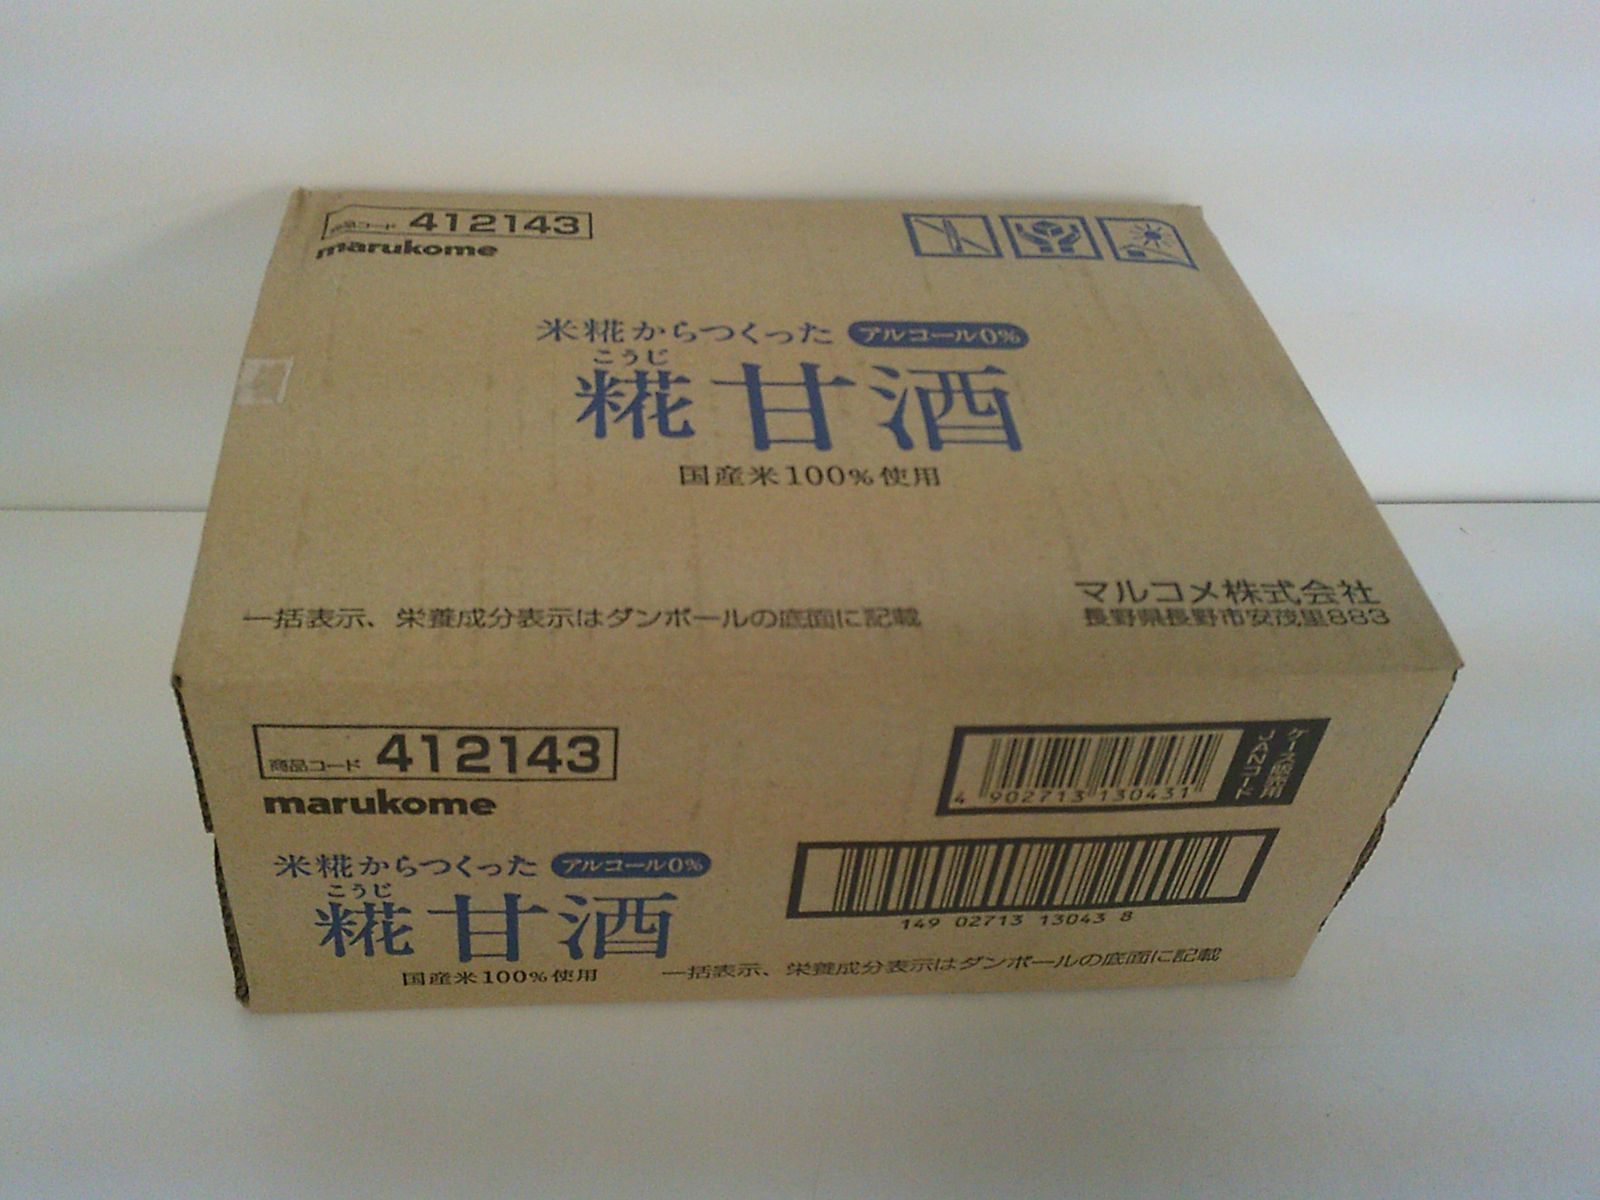 商品コード 412143
marukome
米糀からつくった アルコール0%
こうじ
糀甘酒
国産米100%使用
マルコメ株式会社
長野県長野市安茂里883
一括表示、栄養成分表示はダンボールの底面に記載
商品コード 412143
marukome
米糀からつくった アルコール0%
こうじ
糀甘酒
国産米100%使用
4 902713 130431
ケース販売用
JANコード
149 02713 13043 8
一括表示、栄養成分表示はダンボールの底面に記載